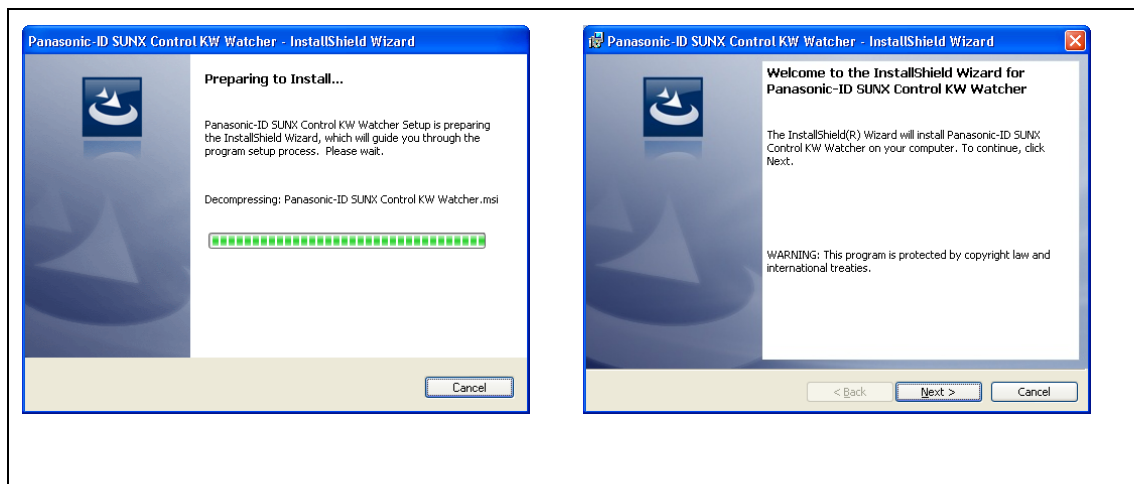 Panasonic-ID SUNX Control KW Watcher - InstallShield Wizard
Preparing to Install...
Panasonic-ID SUNX Control KW Watcher Setup is preparing
the InstallShield Wizard, which will guide you through the
program setup process. Please wait.
Decompressing: Panasonic-ID SUNX Control KW Watcher.msi
Cancel
Panasonic-ID SUNX Control KW Watcher - InstallShield Wizard
Welcome to the InstallShield Wizard for
Panasonic-ID SUNX Control KW Watcher
The InstallShield(R) Wizard will install Panasonic-ID SUNX
Control KW Watcher on your computer. To continue, click
Next.
WARNING: This program is protected by copyright law and
international treaties.
< Back Next > Cancel